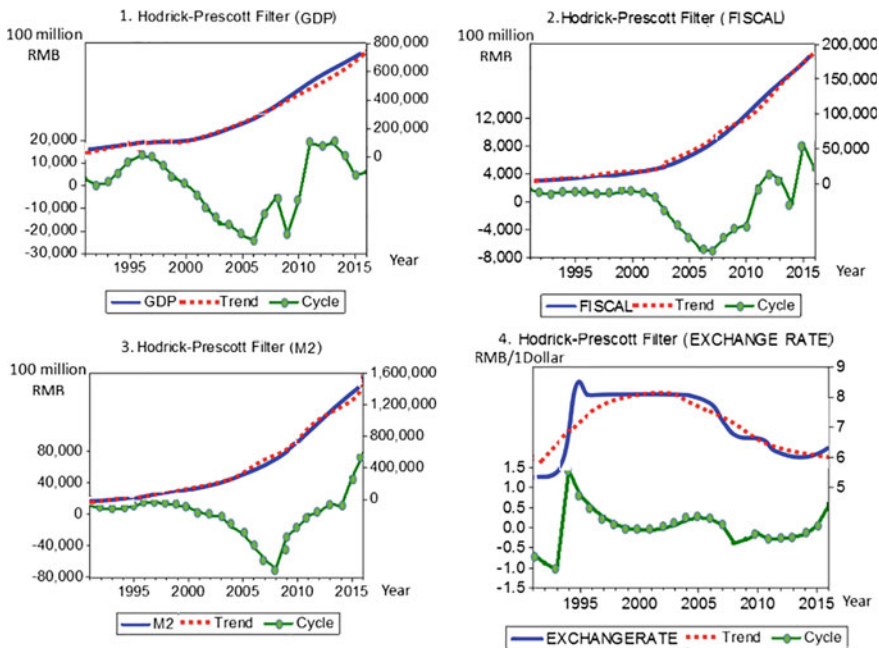 1. Hodrick-Prescott Filter (GDP)
100 million
RMB
800,000
600,000
400,000
200,000
0
20,000
10,000
0
-10,000
-20,000
-30,000
1995 2000 2005 2010 2015 Year
GDP Trend Cycle
2.Hodrick-Prescott Filter (FISCAL)
100 million
RMB
200,000
150,000
100,000
50,000
0
12,000
8,000
4,000
0
-4,000
-8,000
1995 2000 2005 2010 2015 Year
FISCAL Trend Cycle
3. Hodrick-Prescott Filter (M2)
100 million
RMB
1,600,000
1,200,000
800,000
400,000
0
80,000
40,000
0
-40,000
-80,000
1995 2000 2005 2010 2015 Year
M2 Trend Cycle
4. Hodrick-Prescott Filter (EXCHANGE RATE)
RMB/1Dollar
9
8
7
6
5
1.5
1.0
0.5
0.0
-0.5
-1.0
-1.5
1995 2000 2005 2010 2015 Year
EXCHANGERATE Trend Cycle